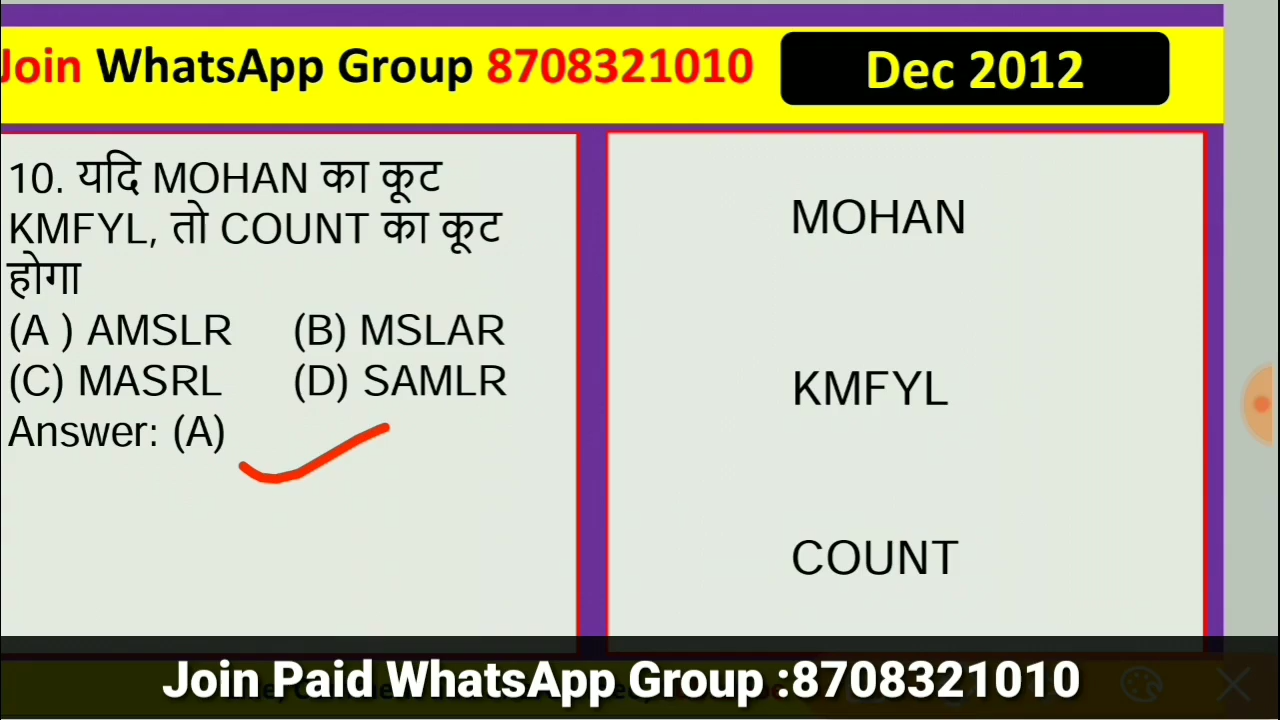 Join WhatsApp Group 8708321010
Dec 2012
10. यदि MOHAN का कूट
KMFYL, तो COUNT का कूट
होगा
(A ) AMSLR (B) MSLAR
(C) MASRL (D) SAMLR
Answer: (A)
MOHAN
KMFYL
COUNT
Join Paid WhatsApp Group :8708321010